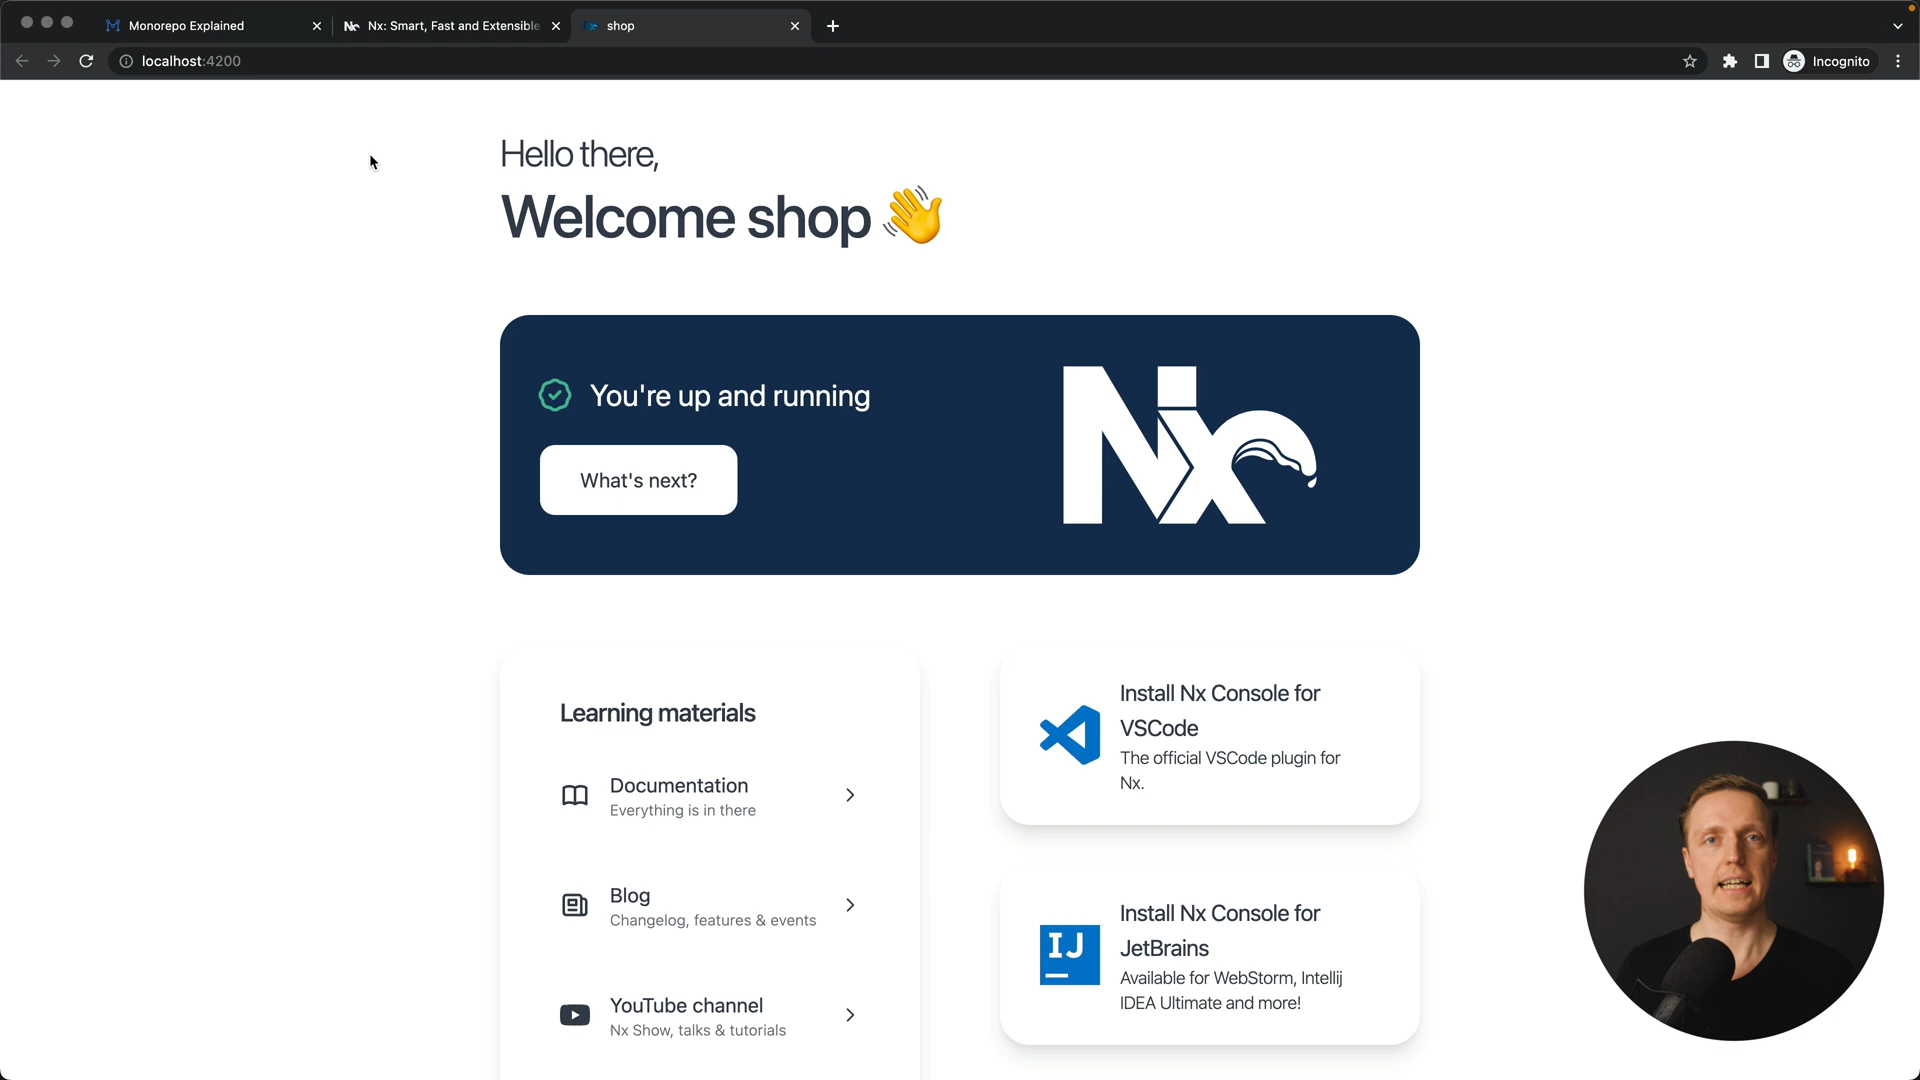 Monorepo Explained
Nx: Smart, Fast and Extensible
shop
localhost:4200
Incognito
Hello there,
Welcome shop 👋
You're up and running
What's next?
Nx
Learning materials
Documentation
Everything is in there
Blog
Changelog, features & events
YouTube channel
Nx Show, talks & tutorials
Install Nx Console for
VSCode
The official VSCode plugin for
Nx.
IJ
Install Nx Console for
JetBrains
Available for WebStorm, Intellij
IDEA Ultimate and more!